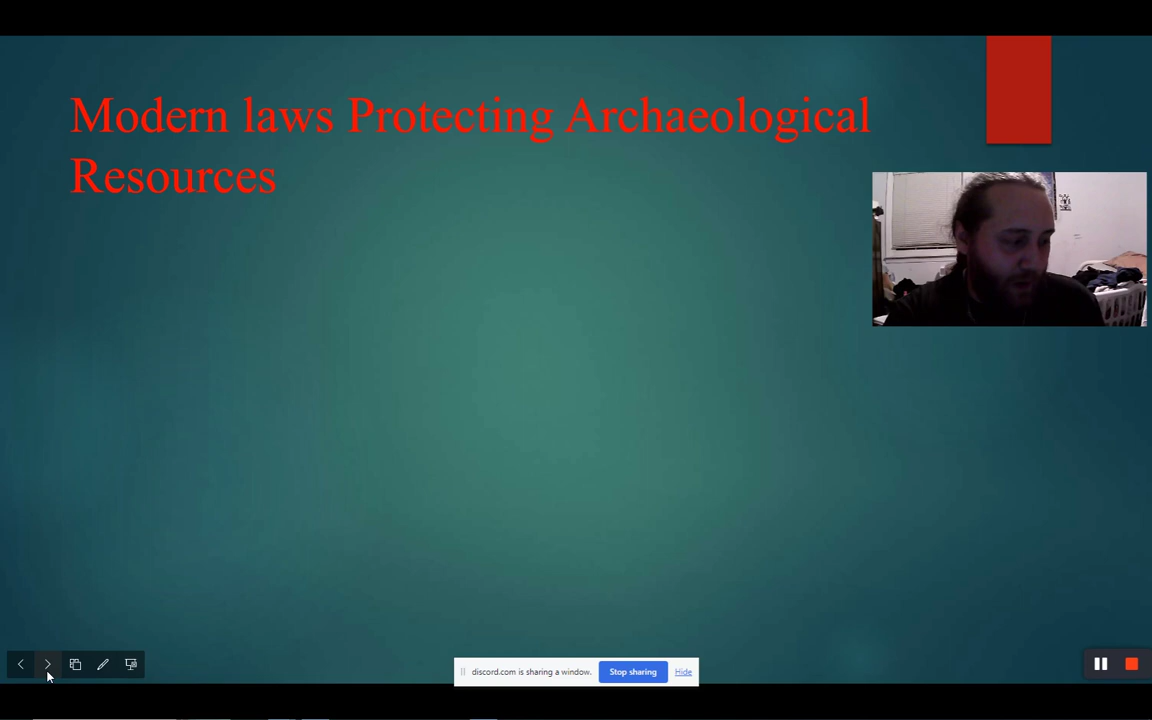 Modern laws Protecting Archaeological
Resources
discord.com is sharing a window.
Stop sharing
Hide